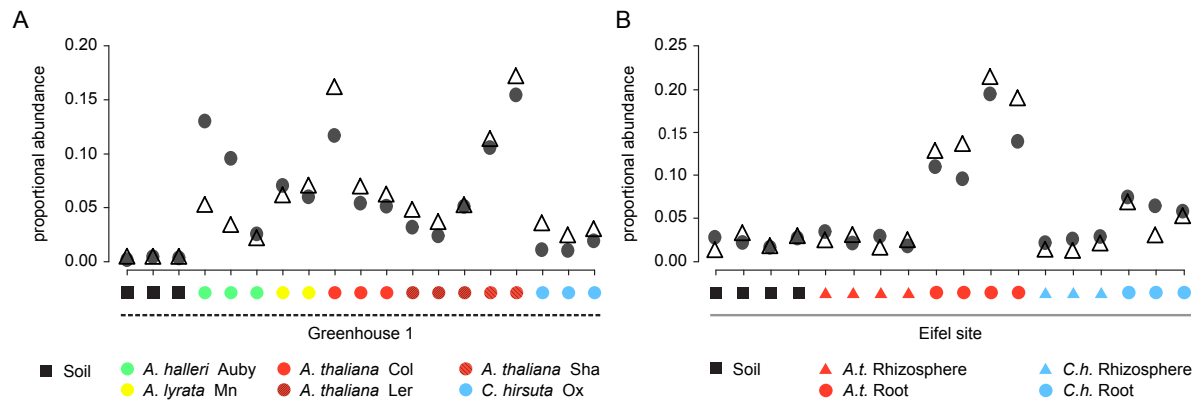 A
proportional abundance
0.20
0.15
0.10
0.05
0.00
Greenhouse 1
Soil
A. halleri Auby
A. lyrata Mn
A. thaliana Col
A. thaliana Ler
A. thaliana Sha
C. hirsuta Ox
B
proportional abundance
0.25
0.20
0.15
0.10
0.05
0.00
Eifel site
Soil
A.t. Rhizosphere
A.t. Root
C.h. Rhizosphere
C.h. Root